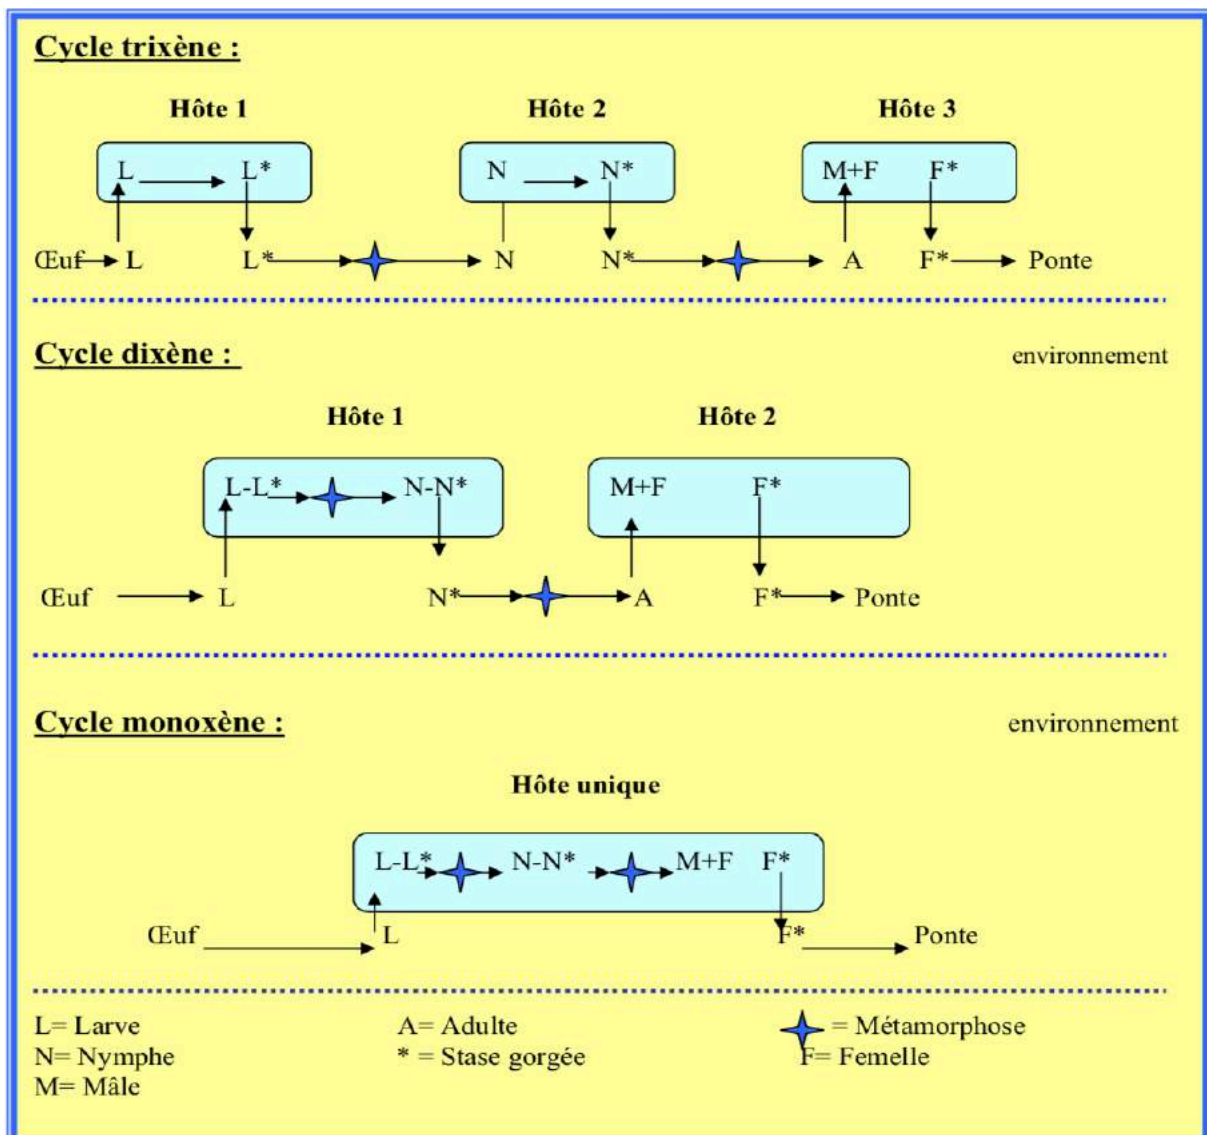 Cycle trixène :
Hôte 1 Hôte 2 Hôte 3
L L* N N* M+F F*
Œuf L L* N N* A F* Ponte
Cycle dixène : environnement
Hôte 1 Hôte 2
L-L* N-N* M+F F*
Œuf L N* A F* Ponte
Cycle monoxène : environnement
Hôte unique
L-L* N-N* M+F F*
Œuf L F* Ponte
L= Larve A= Adulte = Métamorphose
N= Nymphe * = Stase gorgée F= Femelle
M= Mâle